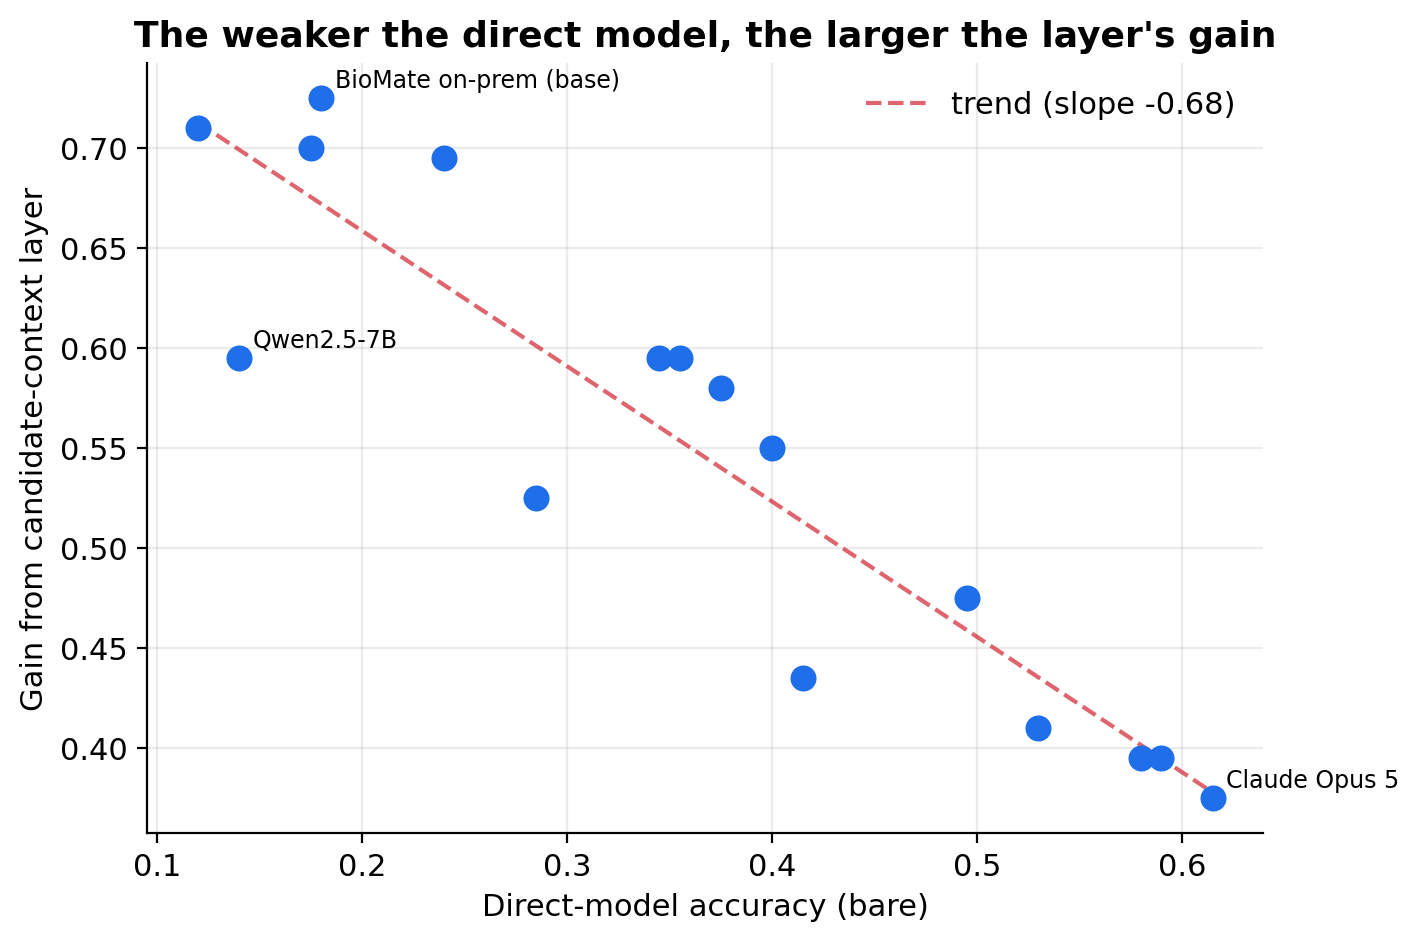 The weaker the direct model, the larger the layer's gain
BioMate on-prem (base)
trend (slope -0.68)
Qwen2.5-7B
Claude Opus 5
Gain from candidate-context layer
0.70
0.65
0.60
0.55
0.50
0.45
0.40
0.1 0.2 0.3 0.4 0.5 0.6
Direct-model accuracy (bare)